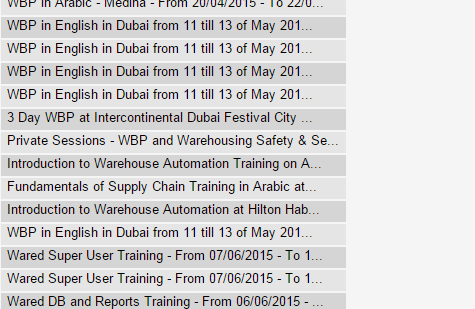 WBP in Arabic - Medina - From 20/04/2015 - To 22/0...
WBP in English in Dubai from 11 till 13 of May 201...
WBP in English in Dubai from 11 till 13 of May 201...
WBP in English in Dubai from 11 till 13 of May 201...
WBP in English in Dubai from 11 till 13 of May 201...
3 Day WBP at Intercontinental Dubai Festival City ...
Private Sessions - WBP and Warehousing Safety & Se...
Introduction to Warehouse Automation Training on A...
Fundamentals of Supply Chain Training in Arabic at...
Introduction to Warehouse Automation at Hilton Hab...
WBP in English in Dubai from 11 till 13 of May 201...
Wared Super User Training - From 07/06/2015 - To 1...
Wared Super User Training - From 07/06/2015 - To 1...
Wared DB and Reports Training - From 06/06/2015 - ...